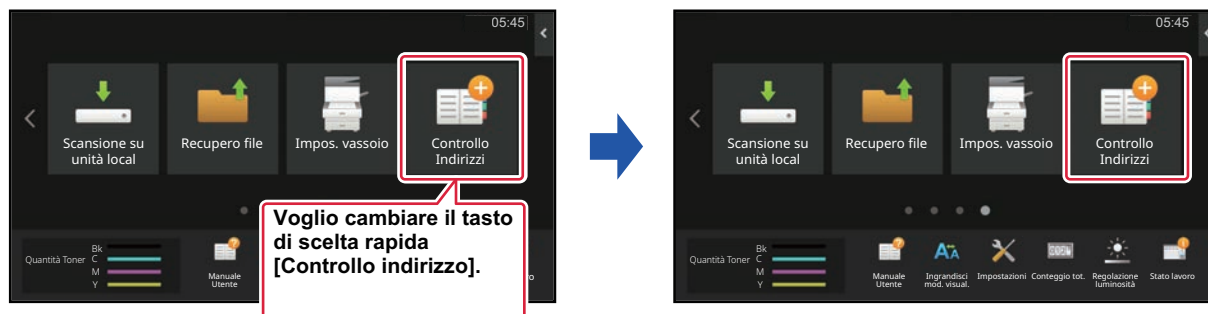 05:45
Scansione su
unità local
Recupero file
Impos. vassoio
Controllo
Indirizzi
Voglio cambiare il tasto
di scelta rapida
[Controllo indirizzo].
Quantità Toner
Bk
C
M
Y
Manuale
Utente
o
05:45
Scansione su
unità local
Recupero file
Impos. vassoio
Controllo
Indirizzi
Quantità Toner
Bk
C
M
Y
Manuale
Utente
Ingrandisci
mod. visual.
Impostazioni
Conteggio tot.
Regolazione
luminosità
Stato lavoro